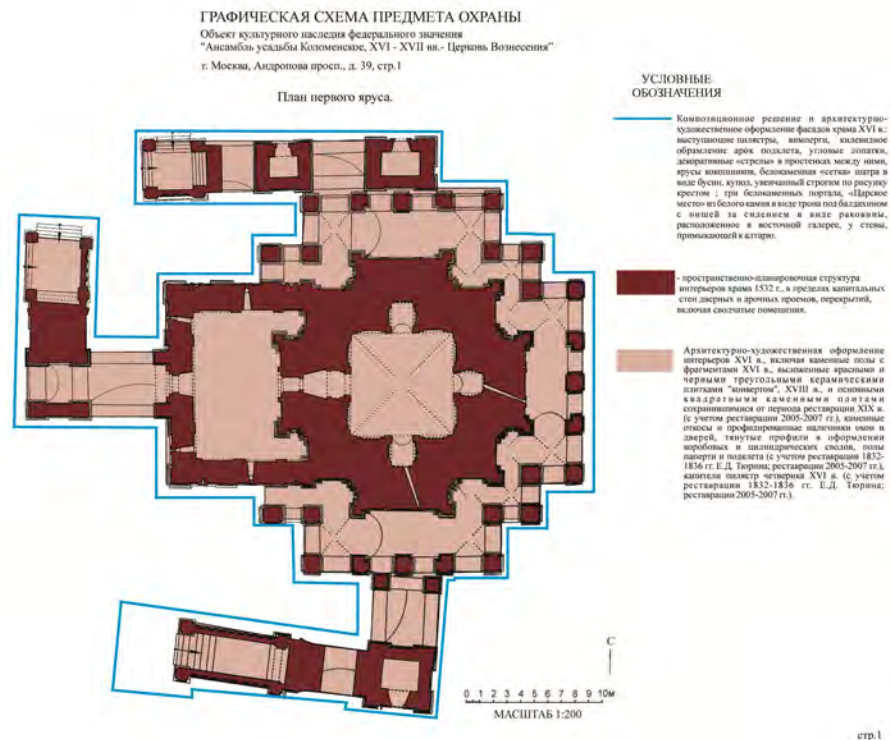 ГРАФИЧЕСКАЯ СХЕМА ПРЕДМЕТА ОХРАНЫ
Объект культурного наследия федерального значения
"Ансамбль усадьбы Коломенское, XVI - XVII вв.- Церковь Вознесения"
г. Москва, Андропова просп., д. 39, стр.1
План первого яруса.
УСЛОВНЫЕ
ОБОЗНАЧЕНИЯ
Композиционное решение и архитектурно-
художественное оформление фасадов храма XVI в.:
выступающие пилястры, вимперги, килевидное
обрамление арок подклета, угловые лопатки,
декоративные «стрелы» в простенках между ними,
ярусы кокошников, белокаменная «сетка» шатра в
виде бусин, купол, увенчанный строгим по рисунку
крестом ; три белокаменных портала, «Царское
место» из белого камня в виде трона под балдахином
с нишей за сидением в виде раковины,
расположенное в восточной галерее, у стены,
примыкающей к алтарю.
- пространственно-планировочная структура
интерьеров храма 1532 г., в пределах капитальных
стен дверных и арочных проемов, перекрытий,
включая сводчатые помещения.
Архитектурно-художественная оформление
интерьеров XVI в., включая каменные полы с
фрагментами XVI в., выложенные красными и
черными треугольными керамическими
плитками "конвертом", XVIII в., и основными
квадратными каменными плитами
сохранившимися от периода реставрации XIX в.
(с учетом реставрации 2005-2007 гг.), каменные
откосы и профилированные наличники окон и
дверей, тянутые профили в оформлении
коробовых и цилиндрических сводов, полы
паперти и подклета (с учетом реставрации 1832-
1836 гг. Е.Д. Тюрина; реставрации 2005-2007 гг.),
капители пилястр четверика XVI в. (с учетом
реставрации 1832-1836 гг. Е.Д. Тюрина;
реставрации 2005-2007 гг.).
С
0 1 2 3 4 5 6 7 8 9 10м
МАСШТАБ 1:200
стр.1